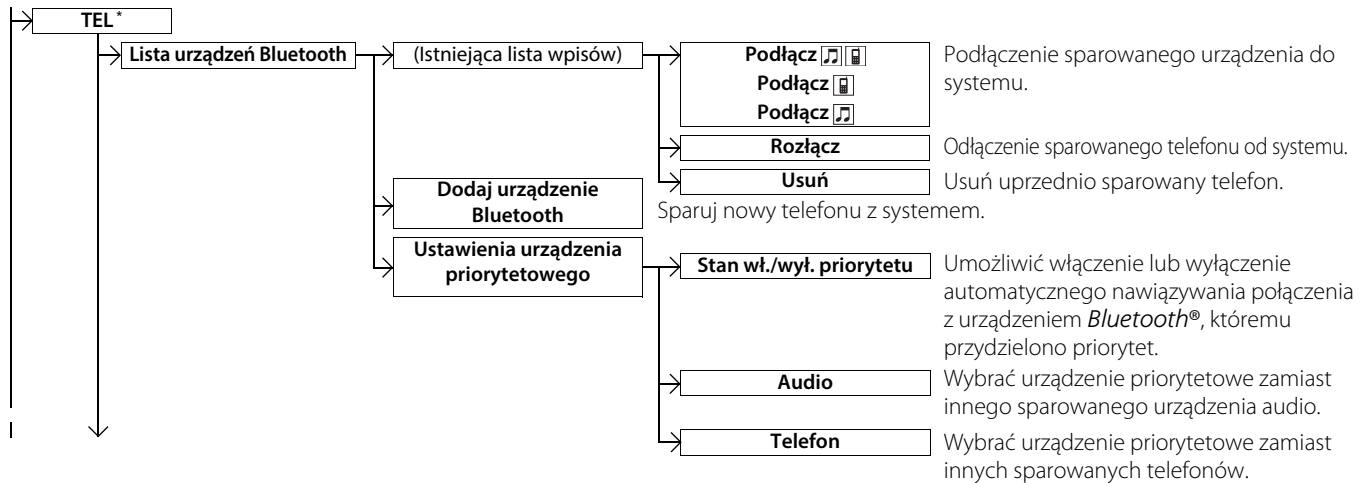 TEL*
Lista urządzeń Bluetooth
(Istniejąca lista wpisów)
Podłącz
Podłącz
Podłącz
Podłączenie sparowanego urządzenia do
systemu.
Rozłącz
Odłączenie sparowanego telefonu od systemu.
Usuń
Usuń uprzednio sparowany telefon.
Dodaj urządzenie
Bluetooth
Sparuj nowy telefonu z systemem.
Ustawienia urządzenia
priorytetowego
Stan wł./wył. priorytetu
Umożliwić włączenie lub wyłączenie
automatycznego nawiązywania połączenia
z urządzeniem Bluetooth®, któremu
przydzielono priorytet.
Audio
Wybrać urządzenie priorytetowe zamiast
innego sparowanego urządzenia audio.
Telefon
Wybrać urządzenie priorytetowe zamiast
innych sparowanych telefonów.